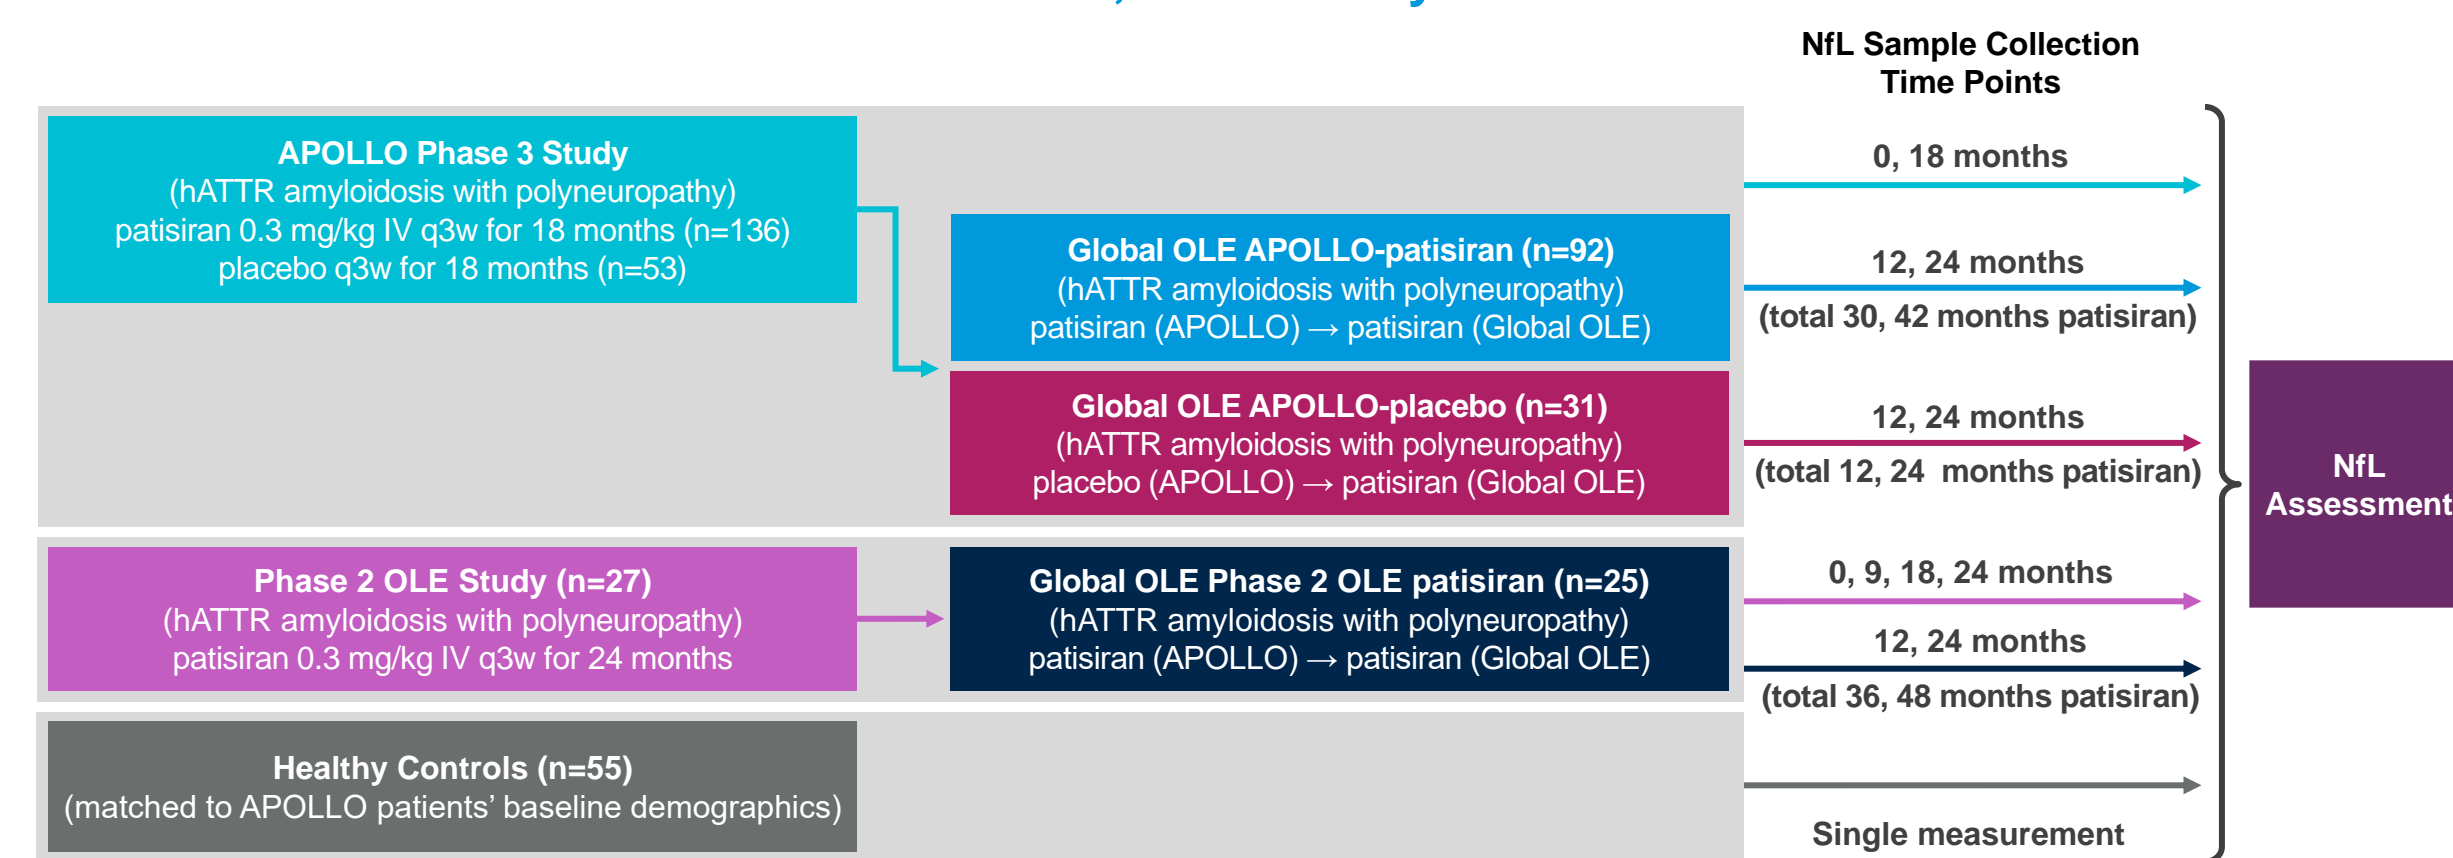 NfL Sample Collection
Time Points
APOLLO Phase 3 Study
(hATTR amyloidosis with polyneuropathy)
patisiran 0.3 mg/kg IV q3w for 18 months (n=136)
placebo q3w for 18 months (n=53)
0, 18 months
Global OLE APOLLO-patisiran (n=92)
(hATTR amyloidosis with polyneuropathy)
patisiran (APOLLO) → patisiran (Global OLE)
12, 24 months
(total 30, 42 months patisiran)
Global OLE APOLLO-placebo (n=31)
(hATTR amyloidosis with polyneuropathy)
placebo (APOLLO) → patisiran (Global OLE)
12, 24 months
(total 12, 24  months patisiran)
NfL
Assessment
Phase 2 OLE Study (n=27)
(hATTR amyloidosis with polyneuropathy)
patisiran 0.3 mg/kg IV q3w for 24 months
Global OLE Phase 2 OLE patisiran (n=25)
(hATTR amyloidosis with polyneuropathy)
patisiran (APOLLO) → patisiran (Global OLE)
0, 9, 18, 24 months
12, 24 months
(total 36, 48 months patisiran)
Healthy Controls (n=55)
(matched to APOLLO patients’ baseline demographics)
Single measurement